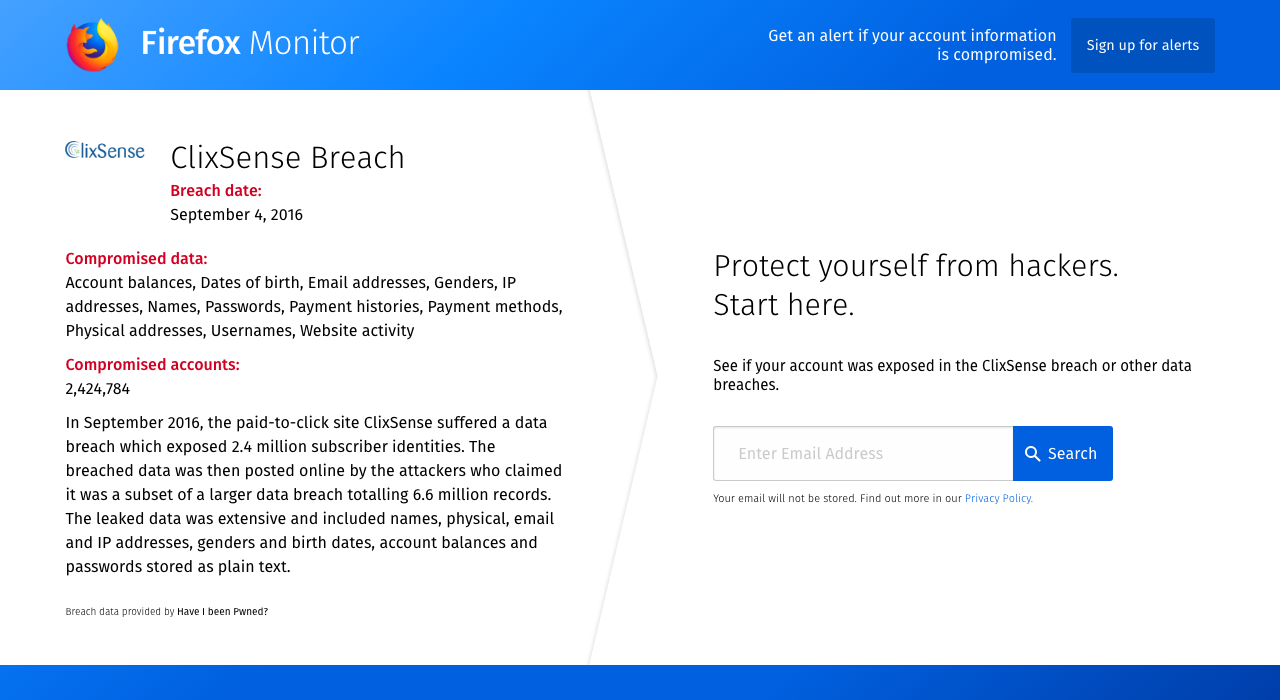 Firefox Monitor
Get an alert if your account information
is compromised.
Sign up for alerts
ClixSense
ClixSense Breach
Breach date:
September 4, 2016
Compromised data:
Account balances, Dates of birth, Email addresses, Genders, IP
addresses, Names, Passwords, Payment histories, Payment methods,
Physical addresses, Usernames, Website activity
Compromised accounts:
2,424,784
In September 2016, the paid-to-click site ClixSense suffered a data
breach which exposed 2.4 million subscriber identities. The
breached data was then posted online by the attackers who claimed
it was a subset of a larger data breach totalling 6.6 million records.
The leaked data was extensive and included names, physical, email
and IP addresses, genders and birth dates, account balances and
passwords stored as plain text.
Breach data provided by Have I been Pwned?
Protect yourself from hackers.
Start here.
See if your account was exposed in the ClixSense breach or other data
breaches.
Enter Email Address
Search
Your email will not be stored. Find out more in our Privacy Policy.